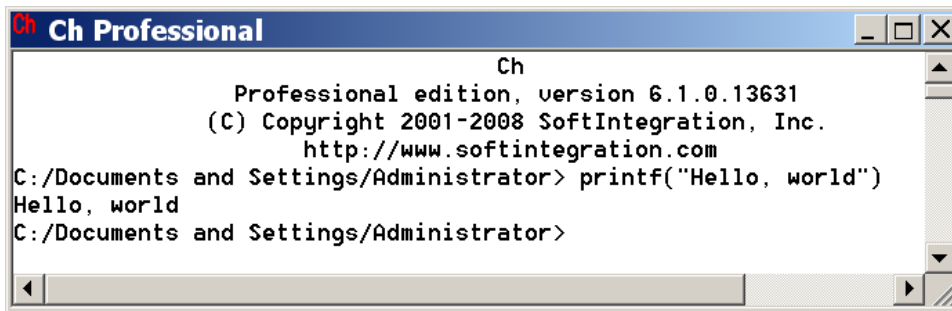 Ch Ch Professional
Ch
Professional edition, version 6.1.0.13631
(C) Copyright 2001-2008 SoftIntegration, Inc.
http://www.softintegration.com
C:/Documents and Settings/Administrator> printf("Hello, world")
Hello, world
C:/Documents and Settings/Administrator>